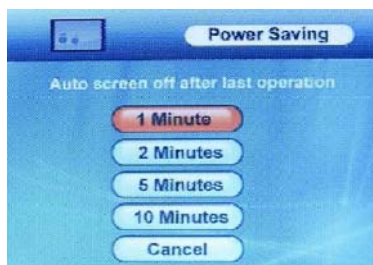 Power Saving
Auto screen off after last operation
1 Minute
2 Minutes
5 Minutes
10 Minutes
Cancel